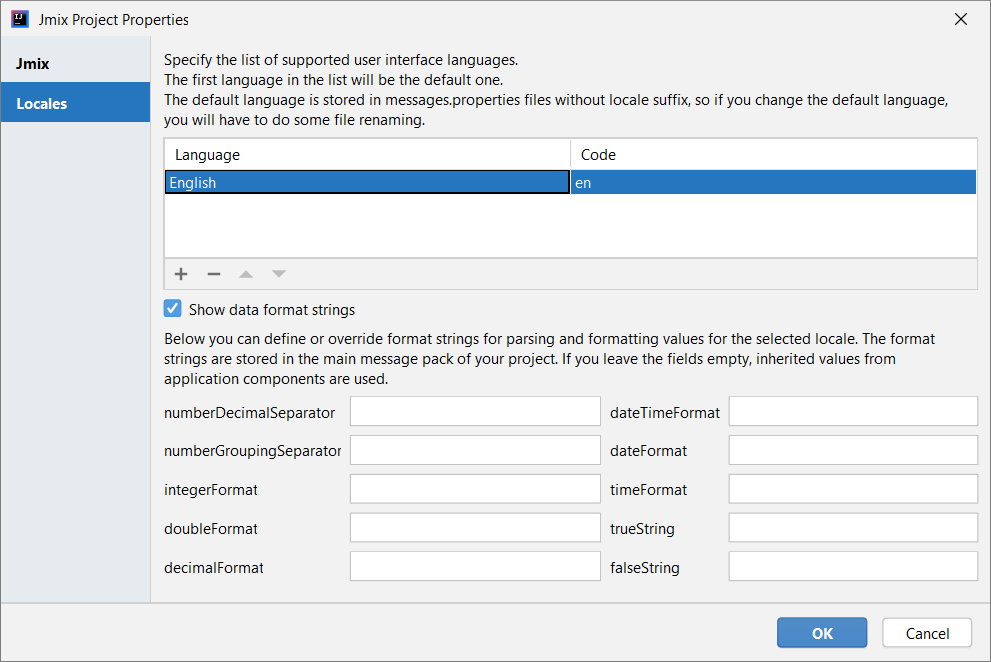 Jmix Project Properties
Jmix
Locales
Specify the list of supported user interface languages.
The first language in the list will be the default one.
The default language is stored in messages.properties files without locale suffix, so if you change the default language,
you will have to do some file renaming.
Language Code
English en
Show data format strings
Below you can define or override format strings for parsing and formatting values for the selected locale. The format
strings are stored in the main message pack of your project. If you leave the fields empty, inherited values from
application components are used.
numberDecimalSeparator dateTimeFormat
numberGroupingSeparator dateFormat
integerFormat timeFormat
doubleFormat trueString
decimalFormat falseString
OK Cancel